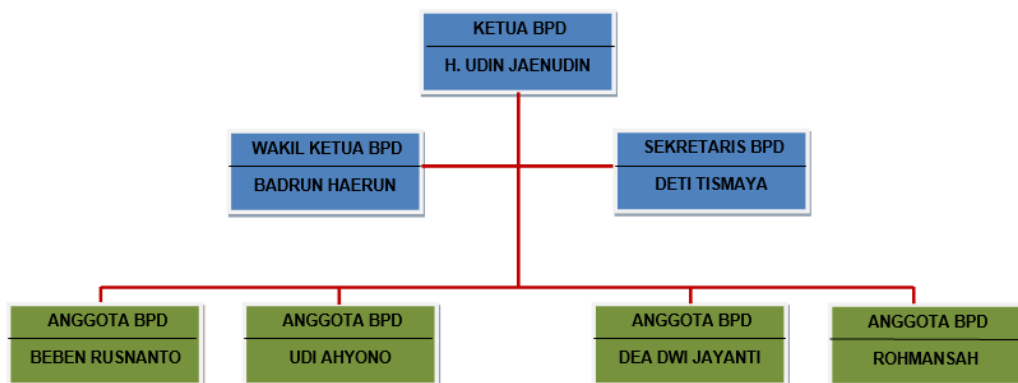 KETUA BPD
H. UDIN JAENUDIN
WAKIL KETUA BPD
BADRUN HAERUN
SEKRETARIS BPD
DETI TISMAYA
ANGGOTA BPD
BEBEN RUSNANTO
ANGGOTA BPD
UDI AHYONO
ANGGOTA BPD
DEA DWI JAYANTI
ANGGOTA BPD
ROHMANSAH